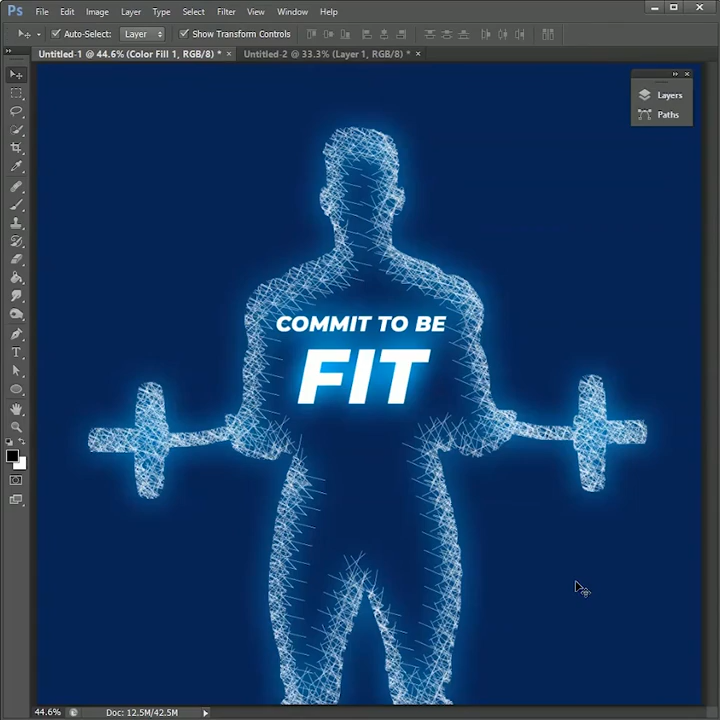 Ps File Edit Image Layer Type Select Filter View Window Help
Auto-Select: Layer Show Transform Controls
Untitled-1 @ 44.6% (Color Fill 1, RGB/8) * × Untitled-2 @ 33.3% (Layer 1, RGB/8) * ×
Layers
Paths
COMMIT TO BE
FIT
44.6% Doc: 12.5M/42.5M